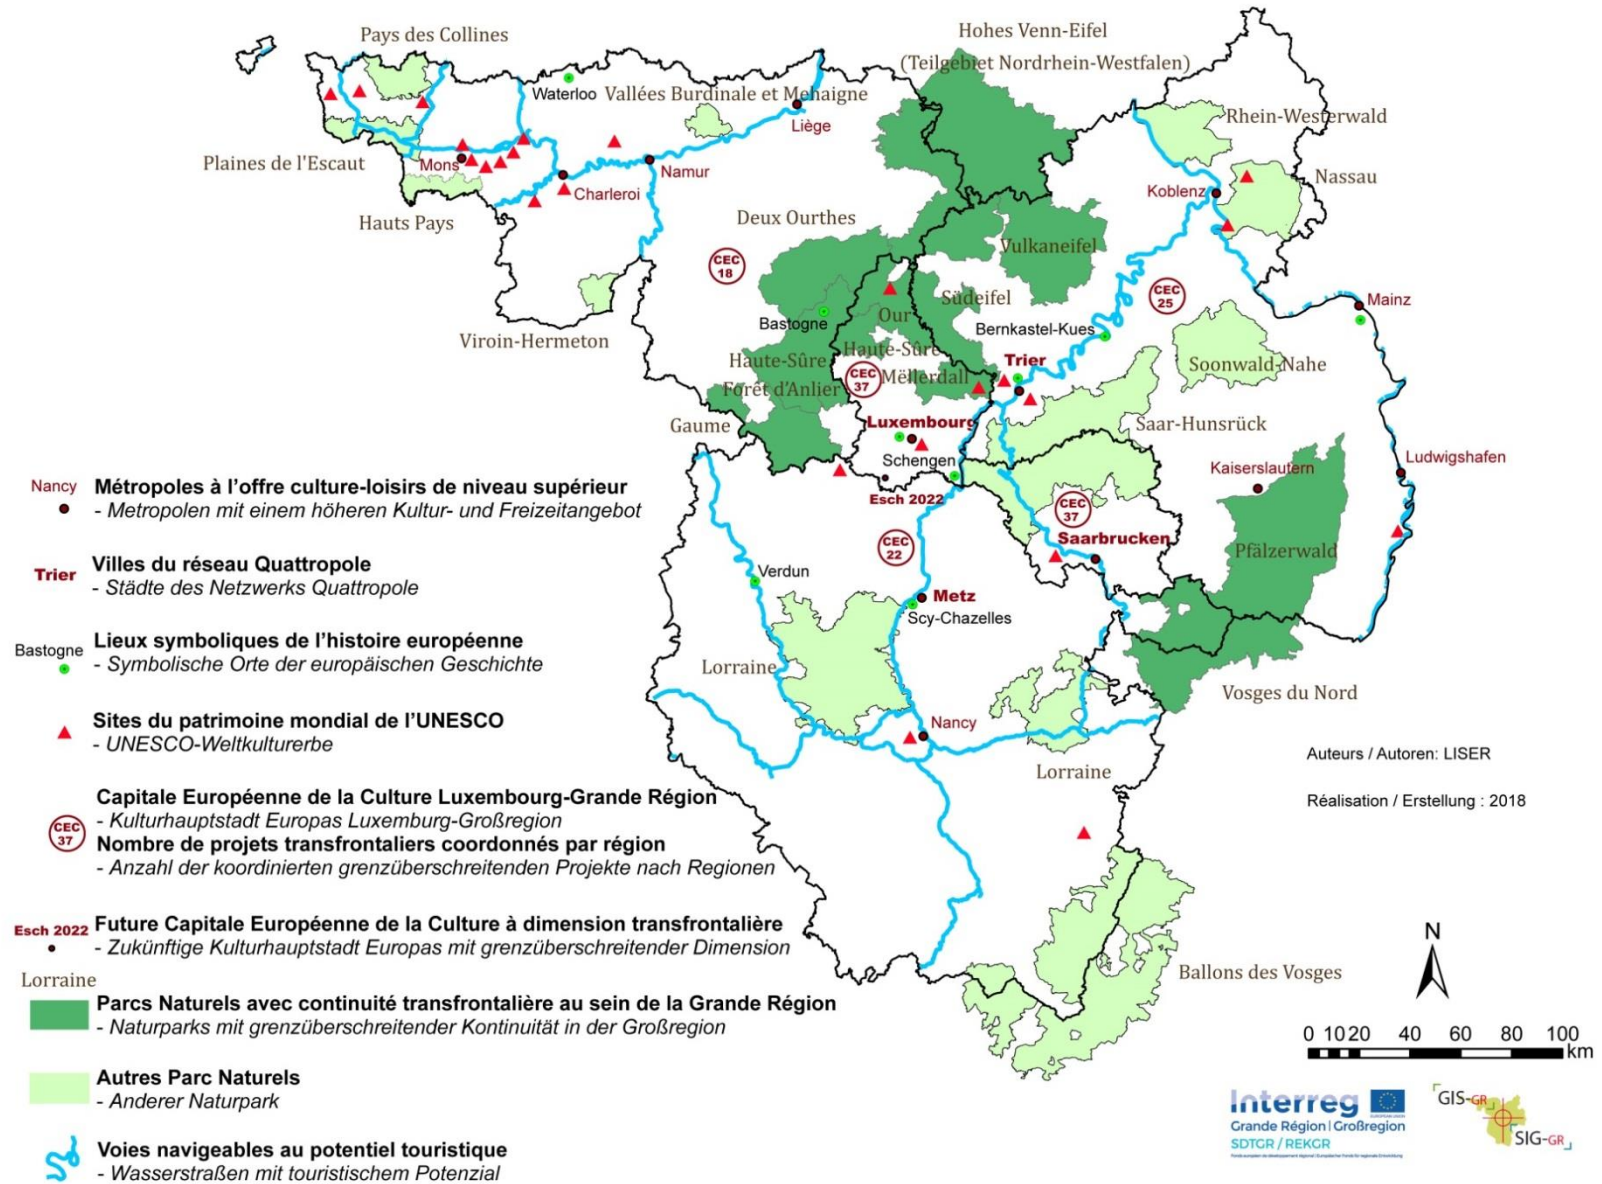 Pays des Collines
Hohes Venn-Eifel
(Teilgebiet Nordrhein-Westfalen)
Waterloo
Vallées Burdinale et Mehaigne
Liège
Rhein-Westerwald
Plaines de l'Escaut
Mons
Namur
Charleroi
Koblenz
Nassau
Hauts Pays
Deux Ourthes
Vulkaneifel
CEC
18
CEC
25
Südeifel
Mainz
Our
Bastogne
Bernkastel-Kues
Viroin-Hermeton
Haute-Sûre
Haute-Sûre
Trier
Soonwald-Nahe
CEC
37
Mëllerdall
Forêt d'Anlier
Gaume
Luxembourg
Saar-Hunsrück
Schengen
Kaiserslautern
Ludwigshafen
Esch 2022
CEC
37
Saarbrucken
CEC
22
Pfälzerwald
Verdun
Metz
Scy-Chazelles
Lorraine
Vosges du Nord
Nancy
Lorraine
Ballons des Vosges
Nancy
Métropoles à l'offre culture-loisirs de niveau supérieur
- Metropolen mit einem höheren Kultur- und Freizeitangebot
Trier
Villes du réseau Quattropole
- Städte des Netzwerks Quattropole
Bastogne
Lieux symboliques de l'histoire européenne
- Symbolische Orte der europäischen Geschichte
Sites du patrimoine mondial de l'UNESCO
- UNESCO-Weltkulturerbe
CEC
37
Capitale Européenne de la Culture Luxembourg-Grande Région
- Kulturhauptstadt Europas Luxemburg-Großregion
Nombre de projets transfrontaliers coordonnés par région
- Anzahl der koordinierten grenzüberschreitenden Projekte nach Regionen
Esch 2022
Future Capitale Européenne de la Culture à dimension transfrontalière
- Zukünftige Kulturhauptstadt Europas mit grenzüberschreitender Dimension
Lorraine
Parcs Naturels avec continuité transfrontalière au sein de la Grande Région
- Naturparks mit grenzüberschreitender Kontinuität in der Großregion
Autres Parc Naturels
- Anderer Naturpark
Voies navigeables au potentiel touristique
- Wasserstraßen mit touristischem Potenzial
Auteurs / Autoren: LISER
Réalisation / Erstellung : 2018
N
0 10 20 40 60 80 100
km
Interreg
Grande Région | Großregion
SDTGR / REKGR
GIS-GR
SIG-GR